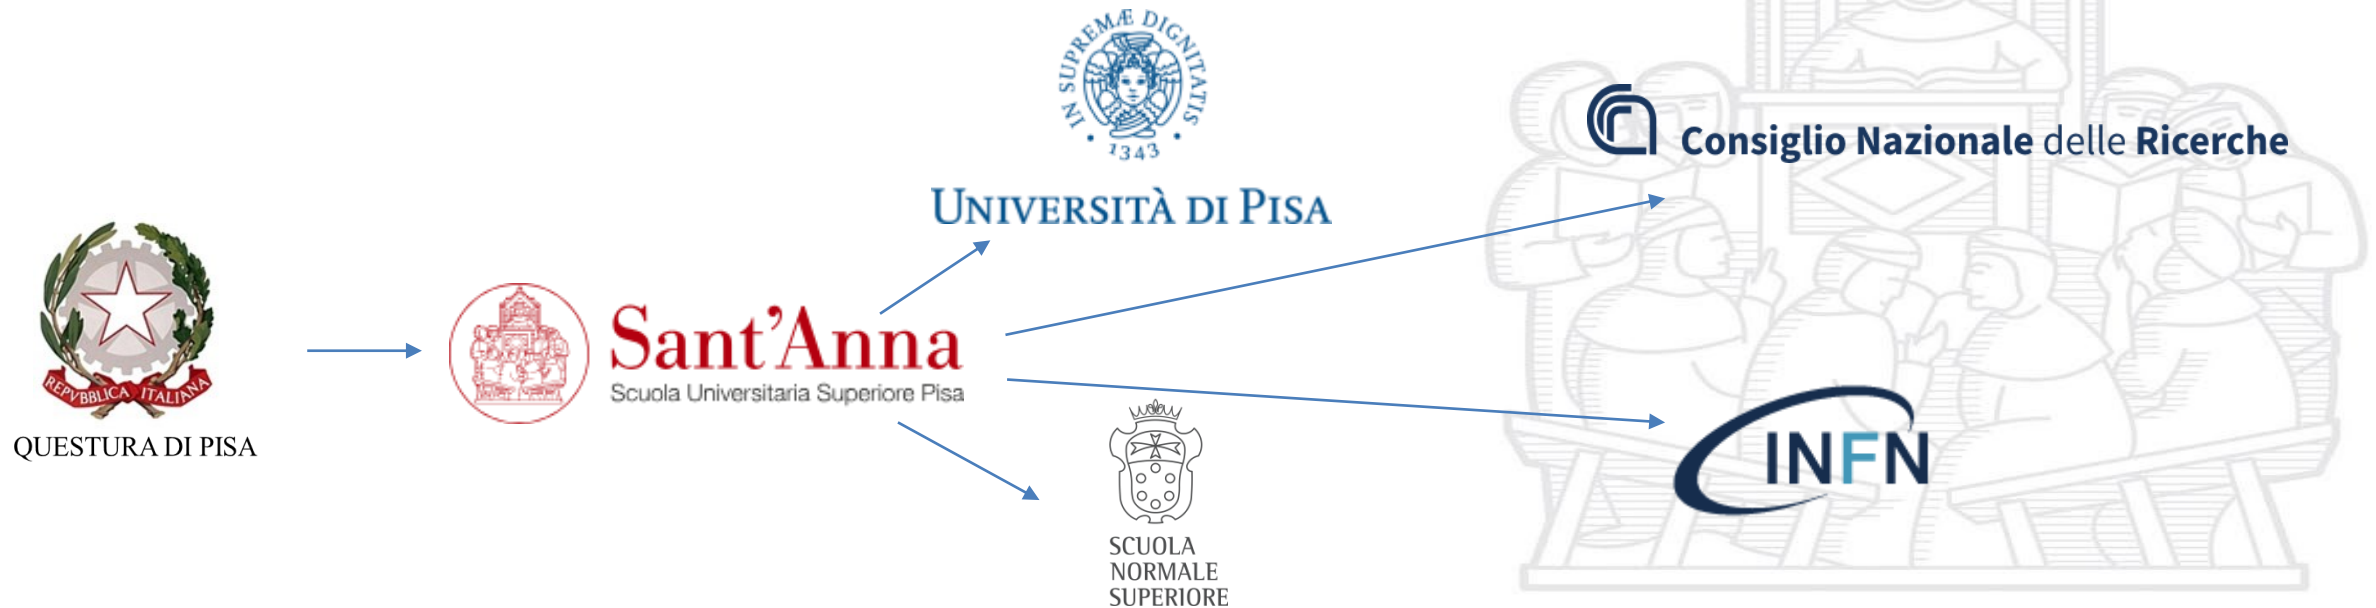 REPVBBLICA ITALIANA
QUESTURA DI PISA
Sant'Anna
Scuola Universitaria Superiore Pisa
IN SUPREMÆ DIGNITATIS
1343
UNIVERSITÀ DI PISA
SCUOLA
NORMALE
SUPERIORE
Consiglio Nazionale delle Ricerche
INFN